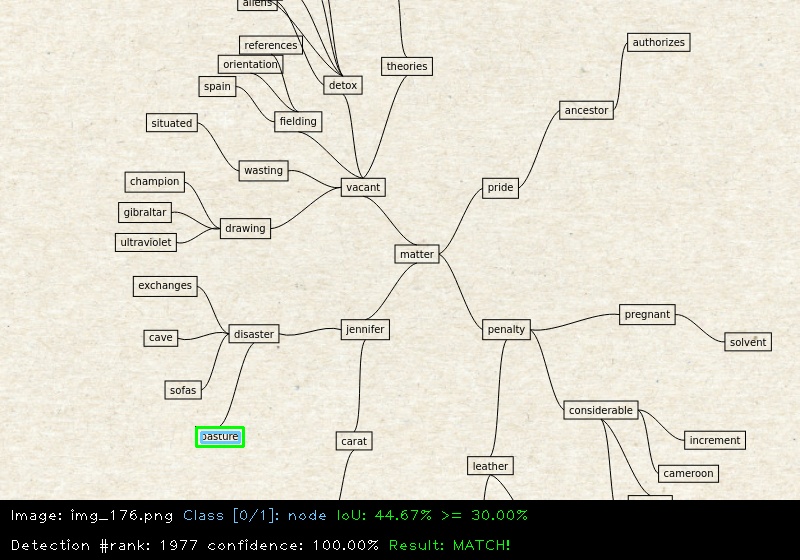 aliens
references
orientation
spain
detox
theories
authorizes
ancestor
fielding
situated
wasting
vacant
pride
champion
gibraltar
ultraviolet
drawing
matter
exchanges
cave
disaster
jennifer
penalty
pregnant
solvent
sofas
pasture
carat
considerable
increment
leather
cameroon
Image: img_176.png Class [0/1]: node IoU: 44.67% >= 30.00%
Detection #rank: 1977 confidence: 100.00% Result: MATCH!